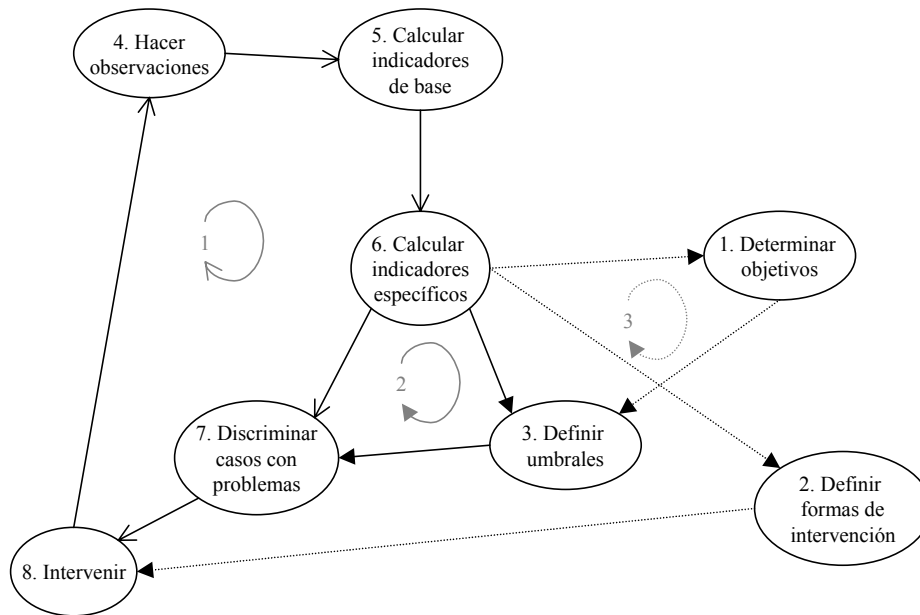 4. Hacer
observaciones
5. Calcular
indicadores
de base
1
6. Calcular
indicadores
específicos
1. Determinar
objetivos
3
2
7. Discriminar
casos con
problemas
3. Definir
umbrales
2. Definir
formas de
intervención
8. Intervenir